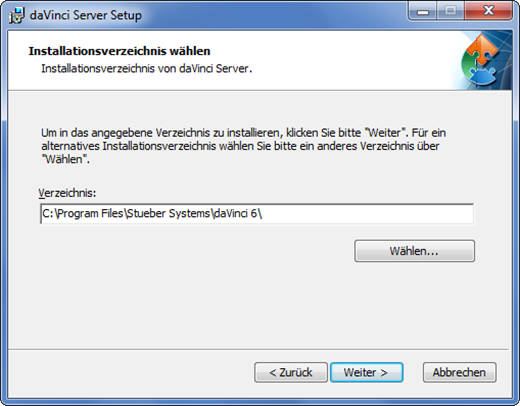 daVinci Server Setup
Installationsverzeichnis wählen
Installationsverzeichnis von daVinci Server.
Um in das angegebene Verzeichnis zu installieren, klicken Sie bitte "Weiter". Für ein
alternatives Installationsverzeichnis wählen Sie bitte ein anderes Verzeichnis über
"Wählen".
Verzeichnis:
C:\Program Files\Stueber Systems\daVinci 6\
Wählen...
< Zurück
Weiter >
Abbrechen